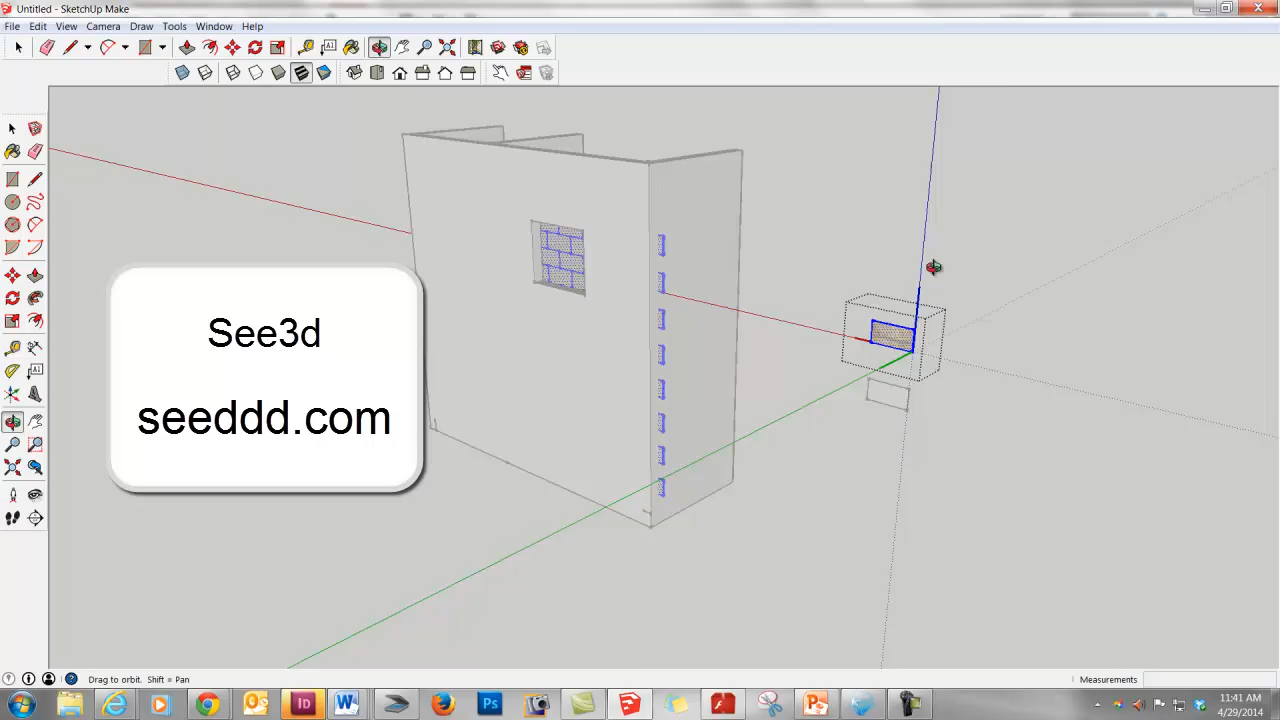 Untitled - SketchUp Make
File Edit View Camera Draw Tools Window Help
See3d
seeddd.com
Drag to orbit. Shift = Pan
Measurements
11:41 AM
4/29/2014